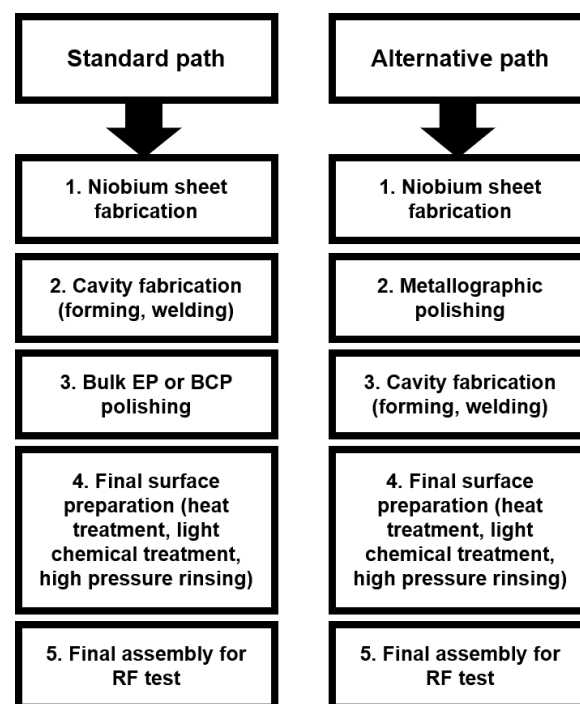 Standard path
1. Niobium sheet
fabrication
2. Cavity fabrication
(forming, welding)
3. Bulk EP or BCP
polishing
4. Final surface
preparation (heat
treatment, light
chemical treatment,
high pressure rinsing)
5. Final assembly for
RF test
Alternative path
1. Niobium sheet
fabrication
2. Metallographic
polishing
3. Cavity fabrication
(forming, welding)
4. Final surface
preparation (heat
treatment, light
chemical treatment,
high pressure rinsing)
5. Final assembly for
RF test